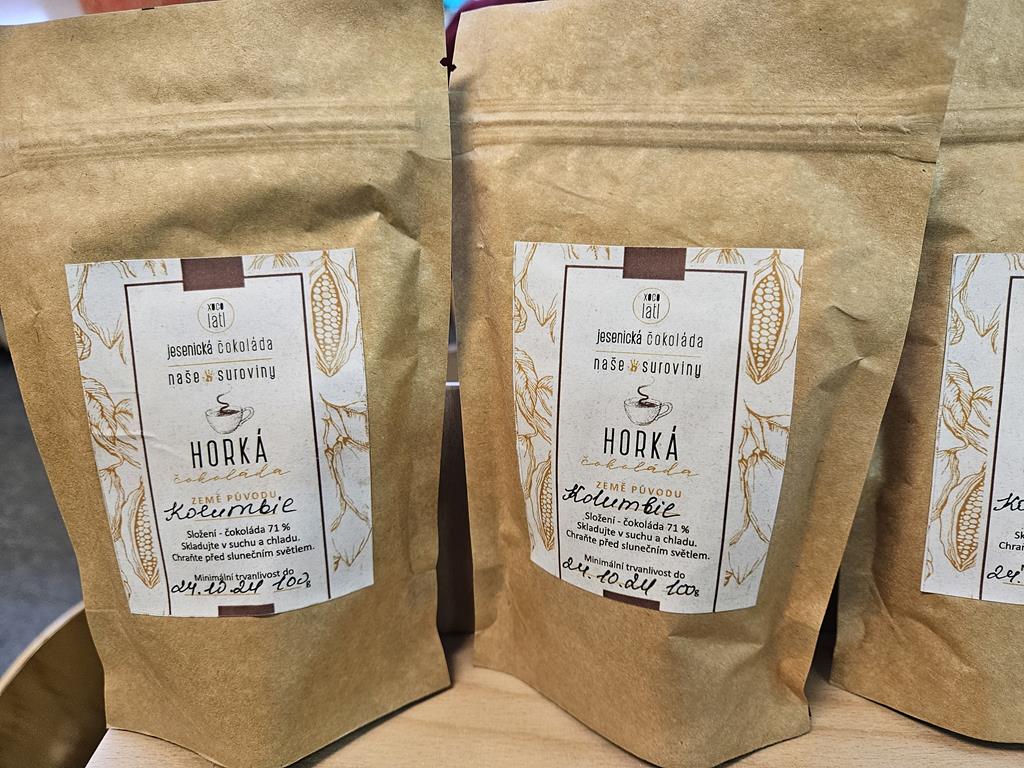 XOCO
latl
jesenická čokoláda
naše suroviny
HORKÁ
čokoláda
ZEMĚ PŮVODU
Kolumbie
Složení - čokoláda 71 %
Skladujte v suchu a chladu.
Chraňte před slunečním světlem.
Minimální trvanlivost do
24.10.24 100g
XOCO
latl
jesenická čokoláda
naše suroviny
HORKÁ
čokoláda
ZEMĚ PŮVODU
Kolumbie
Složení - čokoláda 71 %
Skladujte v suchu a chladu.
Chraňte před slunečním světlem.
Minimální trvanlivost do
24.10.24 100g